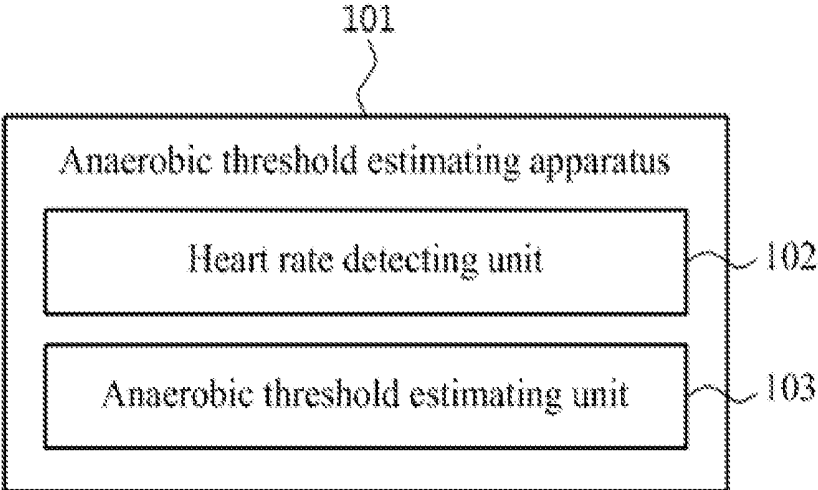 101
Anaerobic threshold estimating apparatus
Heart rate detecting unit
102
Anaerobic threshold estimating unit
103